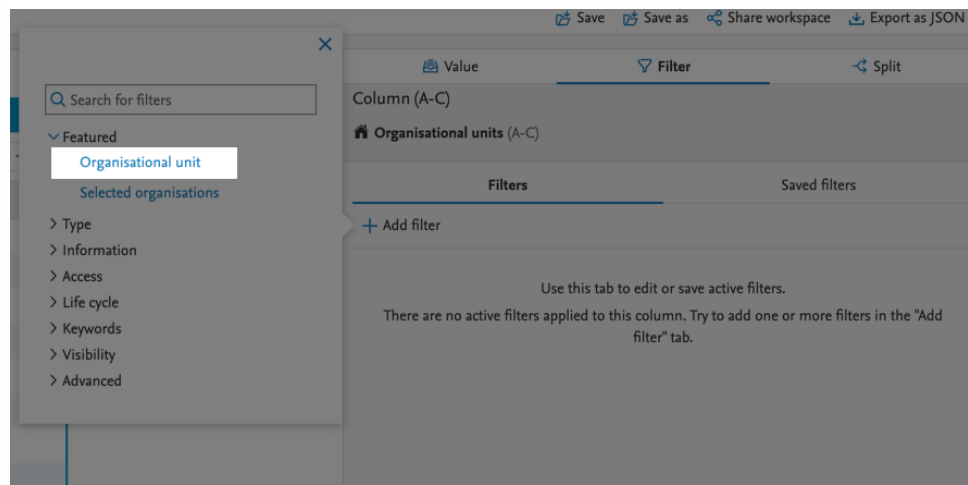 Save Save as Share workspace Export as JSON
Value Filter Split
Search for filters
Featured
Organisational unit
Selected organisations
Type
Information
Access
Life cycle
Keywords
Visibility
Advanced
Column (A-C)
Organisational units (A-C)
Filters Saved filters
Add filter
Use this tab to edit or save active filters.
There are no active filters applied to this column. Try to add one or more filters in the "Add
filter" tab.